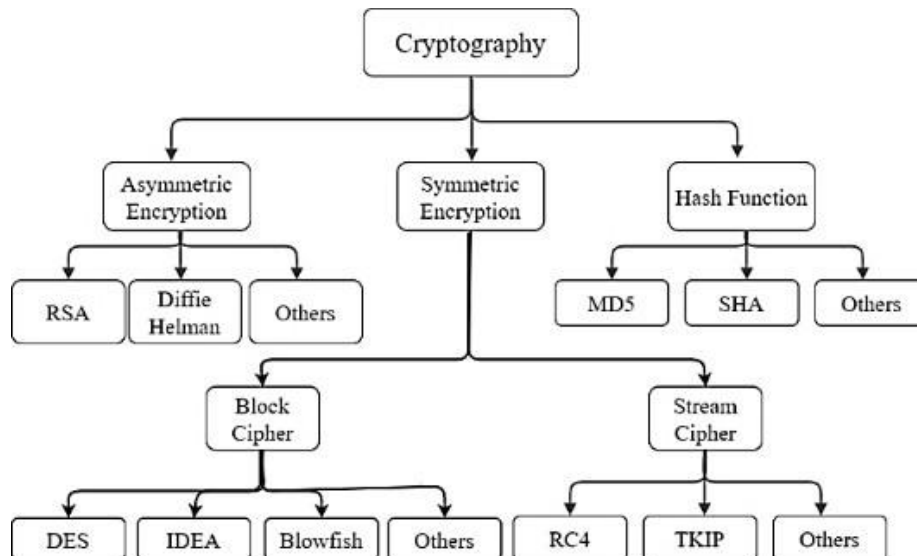 Cryptography
Asymmetric
Encryption
Symmetric
Encryption
Hash Function
RSA
Diffie
Helman
Others
MD5
SHA
Others
Block
Cipher
Stream
Cipher
DES
IDEA
Blowfish
Others
RC4
TKIP
Others